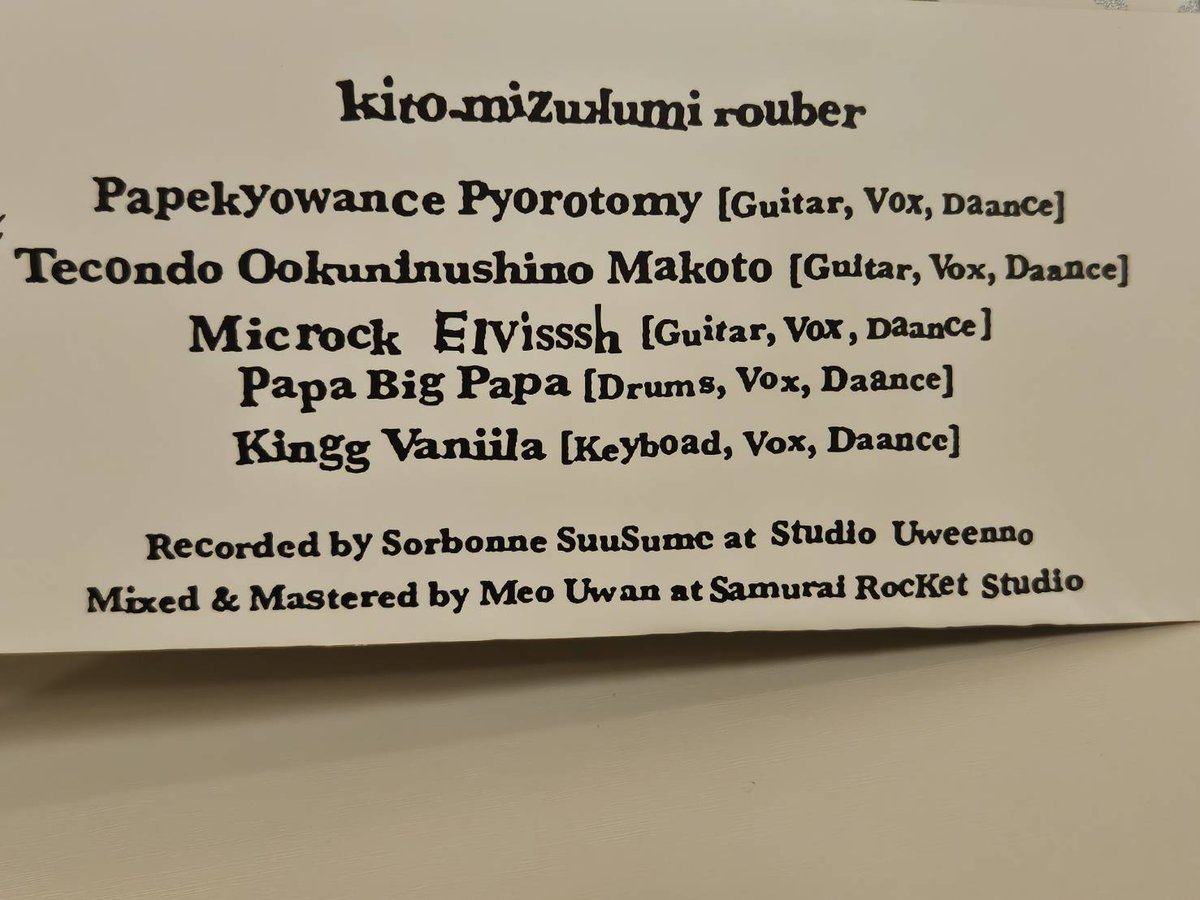 kito-mizukumi rouber
Papekyowance Pyorotomy [Guitar, Vox, Daance]
Tecondo Ookuninushino Makoto [Guitar, Vox, Daance]
Microck Elvisssh [Guitar, Vox, Daance]
Papa Big Papa [Drums, Vox, Daance]
Kingg Vaniila [Keyboad, Vox, Daance]
Recorded by Sorbonne SuuSume at Studio Uweenno
Mixed & Mastered by Meo Uwan at Samurai RocKet Studio